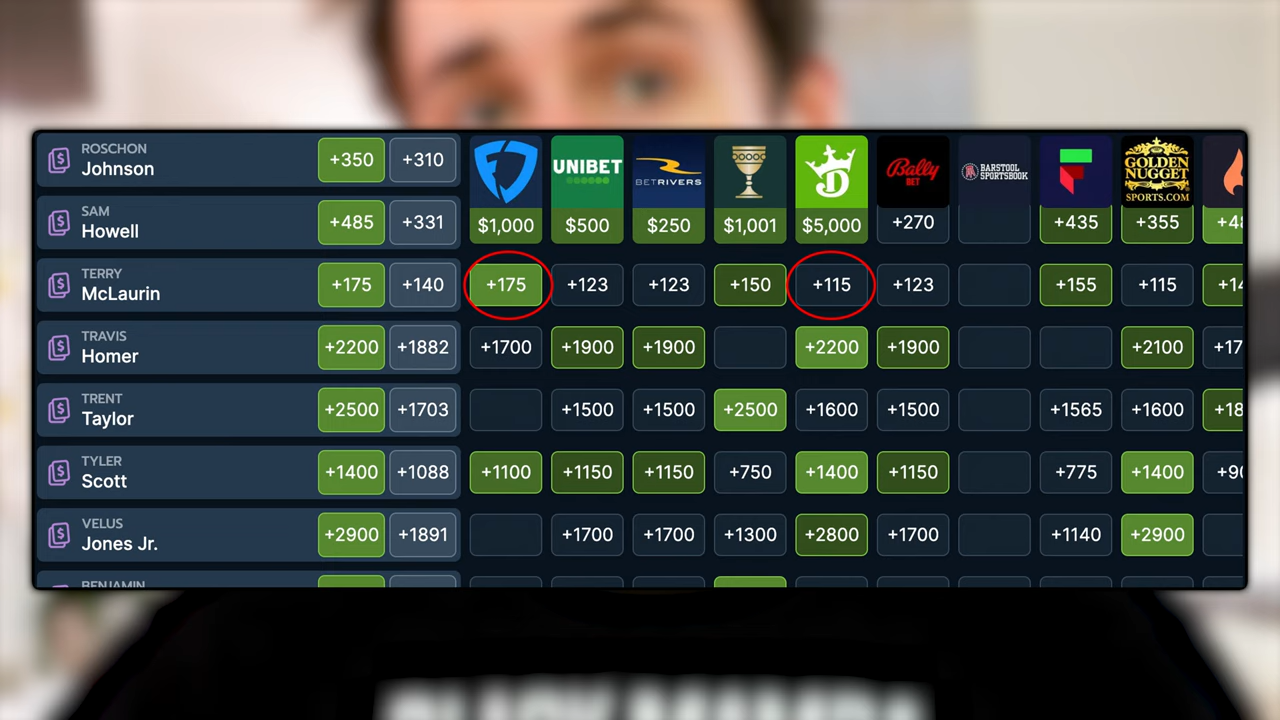 ROSCHON
Johnson +350 +310
UNIBET BETRIVERS Bally BET BARSTOOL SPORTSBOOK GOLDEN NUGGET SPORTS.COM
$1,000 $500 $250 $1,001 $5,000
SAM
Howell +485 +331 +270 +435 +355
TERRY
McLaurin +175 +140 +175 +123 +123 +150 +115 +123 +155 +115
TRAVIS
Homer +2200 +1882 +1700 +1900 +1900 +2200 +1900 +2100
TRENT
Taylor +2500 +1703 +1500 +1500 +2500 +1600 +1500 +1565 +1600
TYLER
Scott +1400 +1088 +1100 +1150 +1150 +750 +1400 +1150 +775 +1400
VELUS
Jones Jr. +2900 +1891 +1700 +1700 +1300 +2800 +1700 +1140 +2900
BENJAMIN